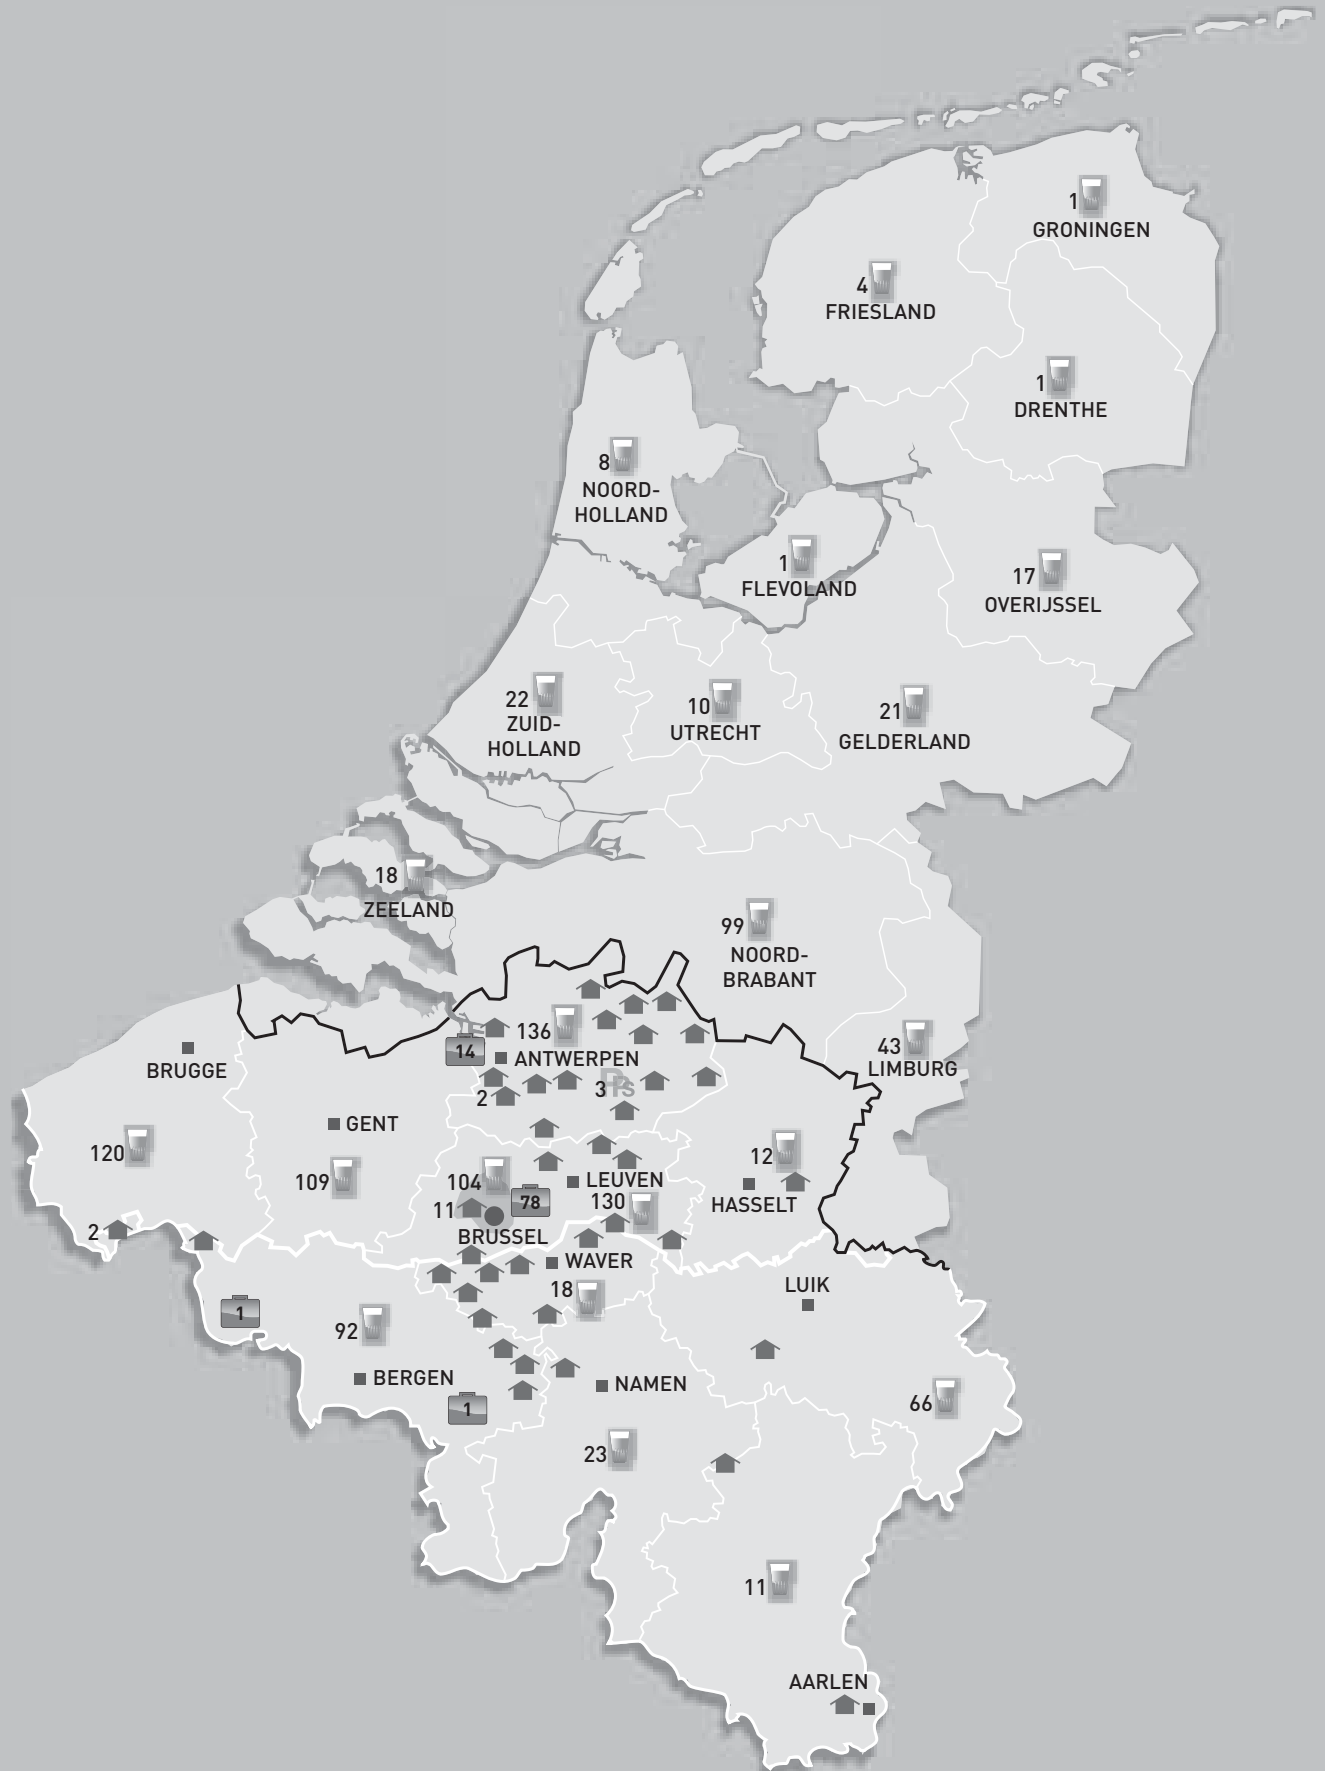 1
GRONINGEN
4
FRIESLAND
1
DRENTHE
8
NOORD-
HOLLAND
1
FLEVOLAND
17
OVERIJSSEL
22
ZUID-
HOLLAND
10
UTRECHT
21
GELDERLAND
18
ZEELAND
99
NOORD-
BRABANT
136
14
ANTWERPEN
43
LIMBURG
BRUGGE
2
3
Ps
GENT
120
109
12
HASSELT
104
LEUVEN
130
78
11
BRUSSEL
2
WAVER
18
LUIK
1
92
BERGEN
NAMEN
1
66
23
11
AARLEN